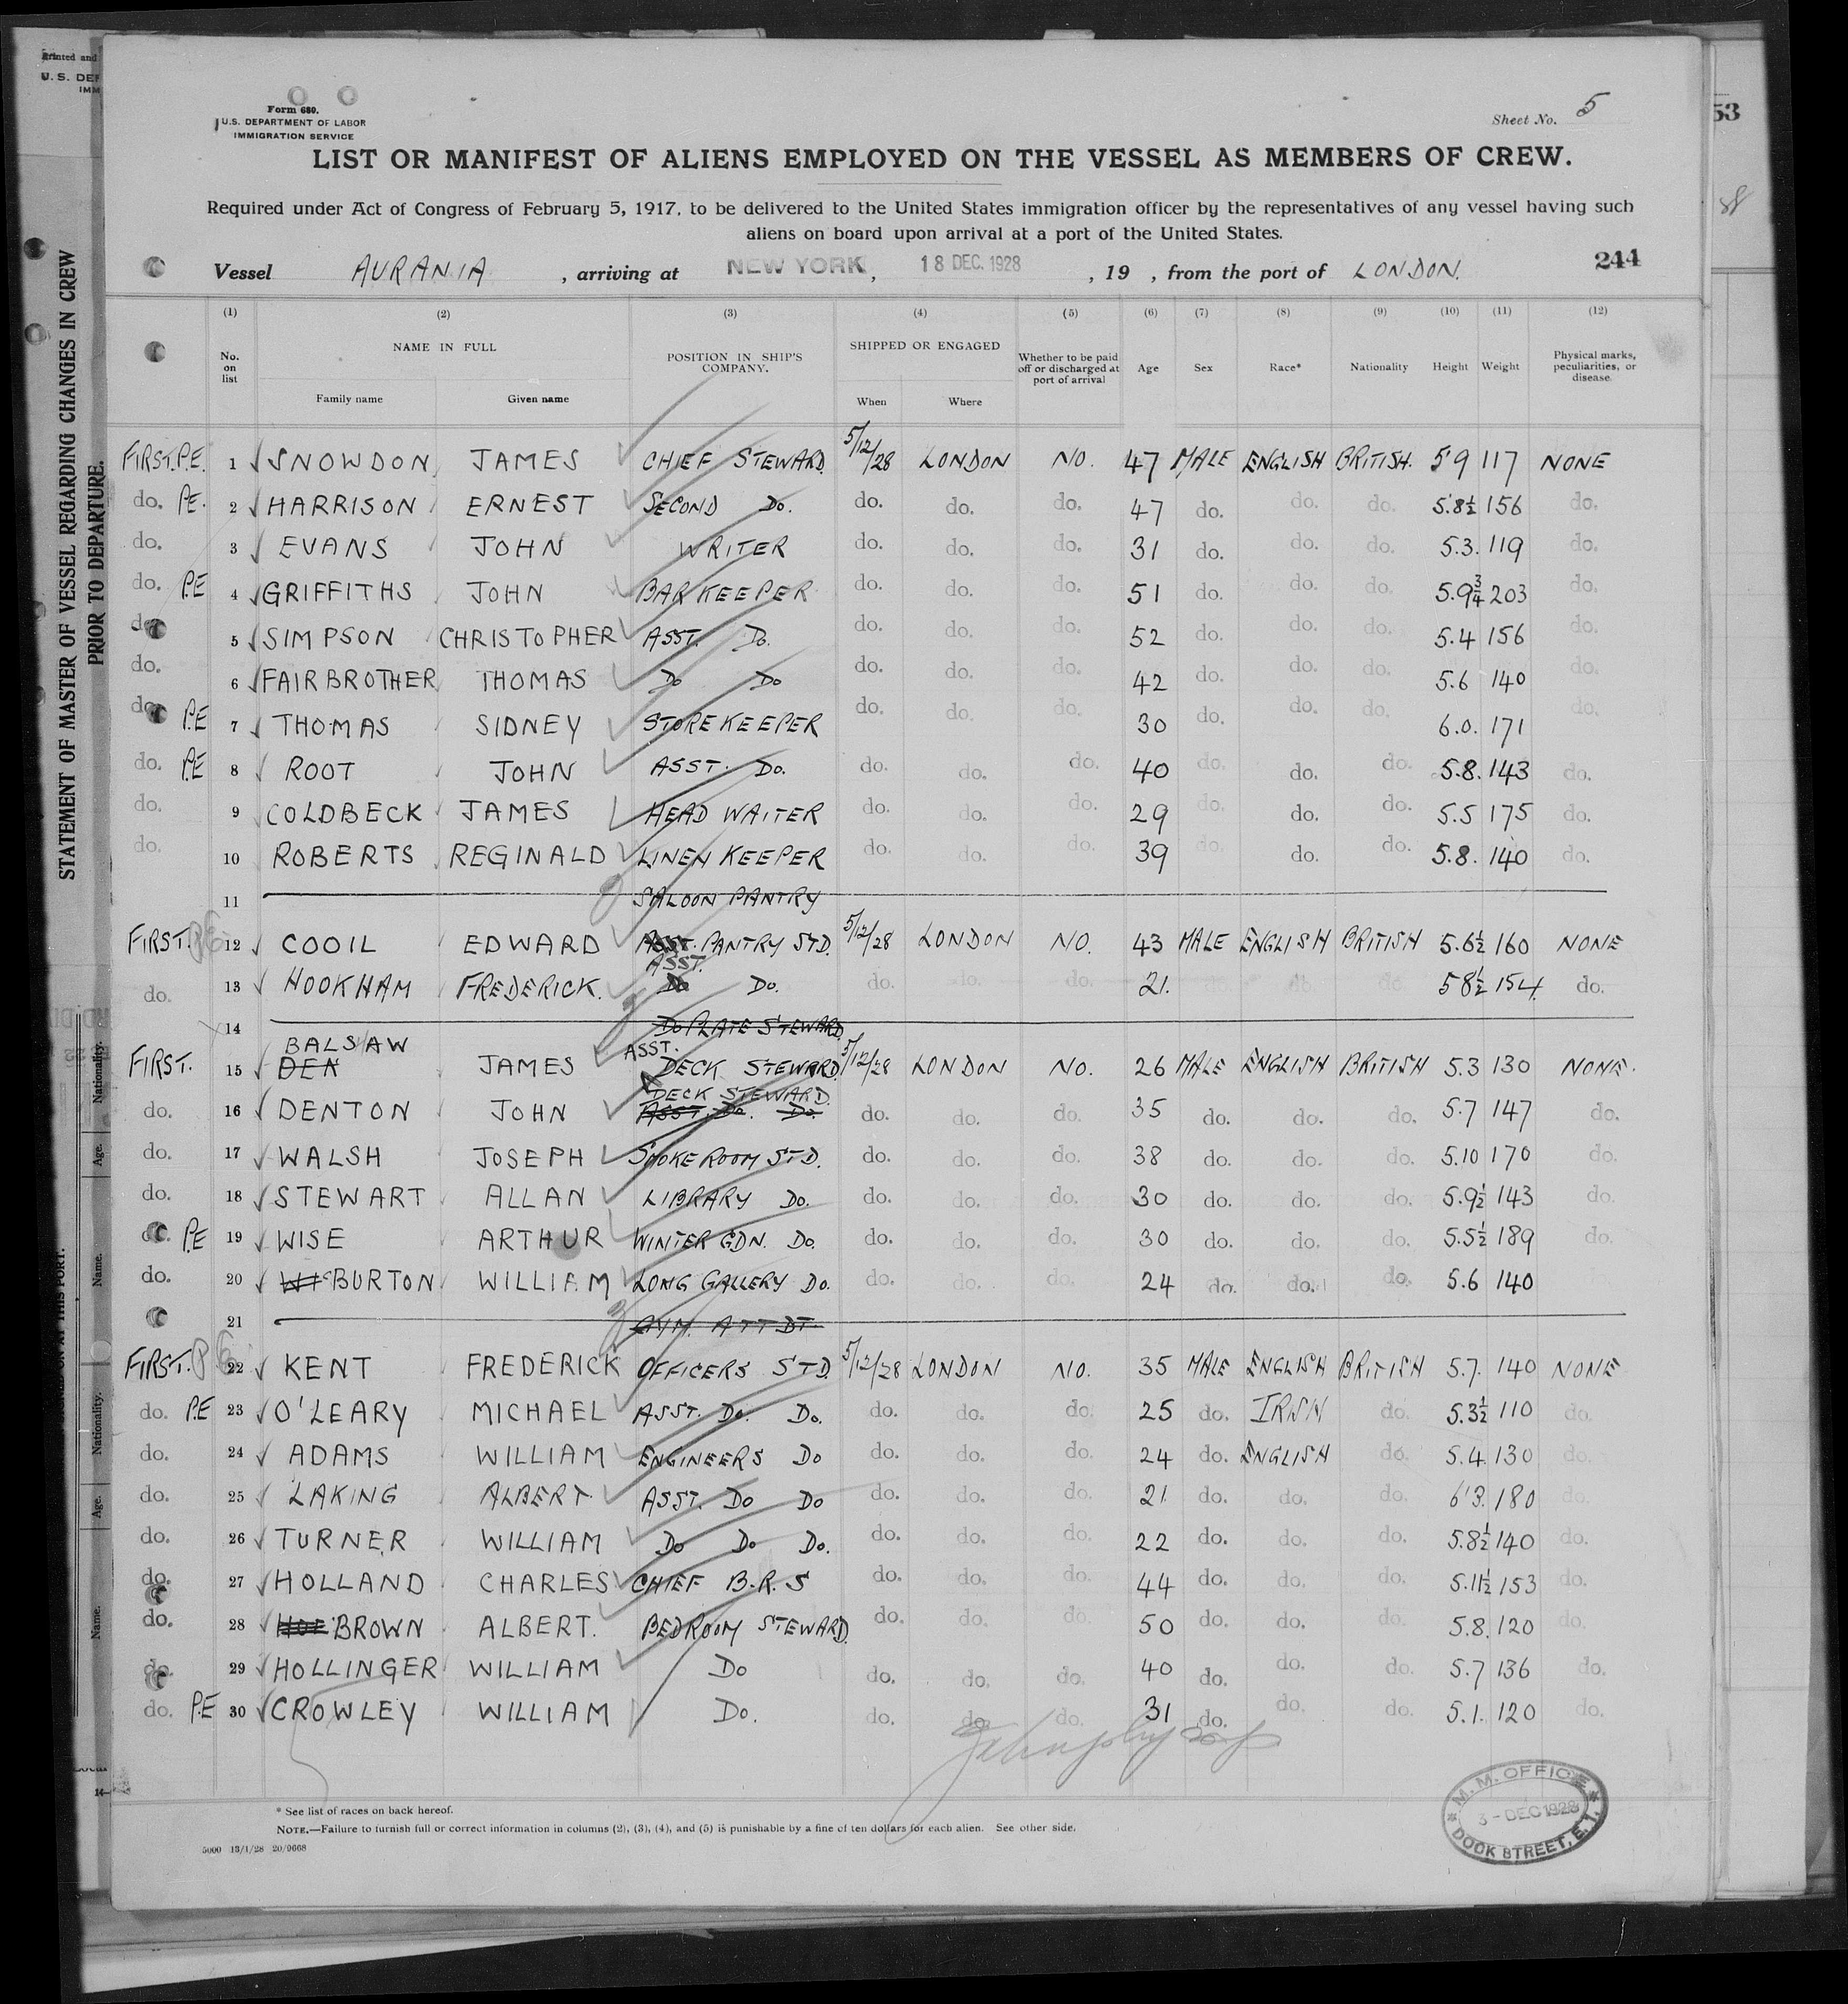 Printed and
U. S. DEP
IMM
Form 680.
U.S. DEPARTMENT OF LABOR
IMMIGRATION SERVICE
Sheet No. 5
53
LIST OR MANIFEST OF ALIENS EMPLOYED ON THE VESSEL AS MEMBERS OF CREW.
Required under Act of Congress of February 5, 1917, to be delivered to the United States immigration officer by the representatives of any vessel having such
aliens on board upon arrival at a port of the United States.
Vessel AURANIA , arriving at NEW YORK , 18 DEC. 1928 , 19 , from the port of LONDON. 244
STATEMENT OF MASTER OF VESSEL REGARDING CHANGES IN CREW
PRIOR TO DEPARTURE.
(1) (2) (3) (4) (5) (6) (7) (8) (9) (10) (11) (12)
No. on list NAME IN FULL POSITION IN SHIP'S COMPANY. SHIPPED OR ENGAGED Whether to be paid off or discharged at port of arrival Age Sex Race* Nationality Height Weight Physical marks, peculiarities, or disease.
Family name Given name When Where
FIRST. P.E. 1 SNOWDON JAMES CHIEF STEWARD. 5/12/28 LONDON NO. 47 MALE ENGLISH BRITISH. 5'9 117 NONE
do. P.E. 2 HARRISON ERNEST SECOND Do. do. do. do. 47 do. do. do. 5.8½ 156 do.
do. 3 EVANS JOHN WRITER do. do. do. 31 do. do. do. 5.3. 119 do.
do. P.E 4 GRIFFITHS JOHN BAR KEEPER do. do. do. 51 do. do. do. 5.9¾ 203 do.
do. 5 SIMPSON CHRISTOPHER ASST. Do. do. do. do. 52 do. do. do. 5.4 156 do.
do. 6 FAIRBROTHER THOMAS Do Do do. do. do. 42 do. do. do. 5.6 140 do.
do. P.E 7 THOMAS SIDNEY STOREKEEPER do. do. do. 30 do. do. do. 6.0. 171 do.
do. P.E 8 ROOT JOHN ASST. Do. do. do. do. 40 do. do. do. 5.8. 143 do.
do. 9 COLDBECK JAMES HEAD WAITER do. do. do. 29 do. do. do. 5.5 175 do.
do. 10 ROBERTS REGINALD LINEN KEEPER do. do. do. 39 do. do. do. 5.8. 140 do.
11 SALOON PANTRY
FIRST. PE 12 COOIL EDWARD ASST. PANTRY STD. 5/12/28 LONDON NO. 43 MALE ENGLISH BRITISH 5.6½ 160 NONE
ASST.
do. 13 HOOKHAM FREDERICK. Do Do. do. do. do. 21. do. do. do. 5 8½ 154 do.
14 Do PLATE STEWARD
BALSAW ASST.
FIRST. 15 DEN JAMES DECK STEWARD. 5/12/28 LONDON NO. 26 MALE ENGLISH BRITISH 5.3 130 NONE.
DECK STEWARD.
do. 16 DENTON JOHN ASST. Do. Do. do. do. do. 35 do. do. do. 5.7 147 do.
do. 17 WALSH JOSEPH SMOKE ROOM STD. do. do. do. 38 do. do. do. 5.10 170 do.
do. 18 STEWART ALLAN LIBRARY Do. do. do. do. 30 do. do. do. 5.9½ 143 do.
do. P.E 19 WISE ARTHUR WINTER GDN. Do. do. do. do. 30 do. do. do. 5.5½ 189 do.
do. 20 WI BURTON WILLIAM LONG GALLERY Do. do. do. do. 24 do. do. do. 5.6 140
21 GYM. ATTDT
FIRST. PE 22 KENT FREDERICK OFFICERS STD. 5/12/28 LONDON NO. 35 MALE ENGLISH BRITISH 5.7. 140 NONE
do. P.E 23 O'LEARY MICHAEL ASST. Do. Do. do. do. do. 25 do. IRISH do. 5.3½ 110 do.
do. 24 ADAMS WILLIAM ENGINEERS Do do. do. do. 24 do. ENGLISH do. 5.4. 130 do.
do. 25 LAKING ALBERT ASST. Do Do do. do. do. 21. do. do. do. 6'3. 180 do.
do. 26 TURNER WILLIAM Do Do Do. do. do. do. 22 do. do. do. 5.8½ 140 do.
do. 27 HOLLAND CHARLES CHIEF B.R.S do. do. do. 44 do. do. do. 5.11½ 153 do.
do. 28 HOE BROWN ALBERT. BEDROOM STEWARD. do. do. do. 50 do. do. do. 5.8. 120 do.
do. 29 HOLLINGER WILLIAM Do do. do. do. 40 do. do. do. 5.7 136 do.
do. P.E 30 CROWLEY WILLIAM Do. do. do. do. 31 do. do. do. 5.1. 120 do.
Nationality.
Age.
Name.
Nationality.
Age.
Name.
M. M. OFFICE
3 - DEC 1928
DOCK STREET, E.1.
* See list of races on back hereof.
NOTE.—Failure to furnish full or correct information in columns (2), (3), (4), and (5) is punishable by a fine of ten dollars for each alien. See other side.
5000 13/1/28 20/9668